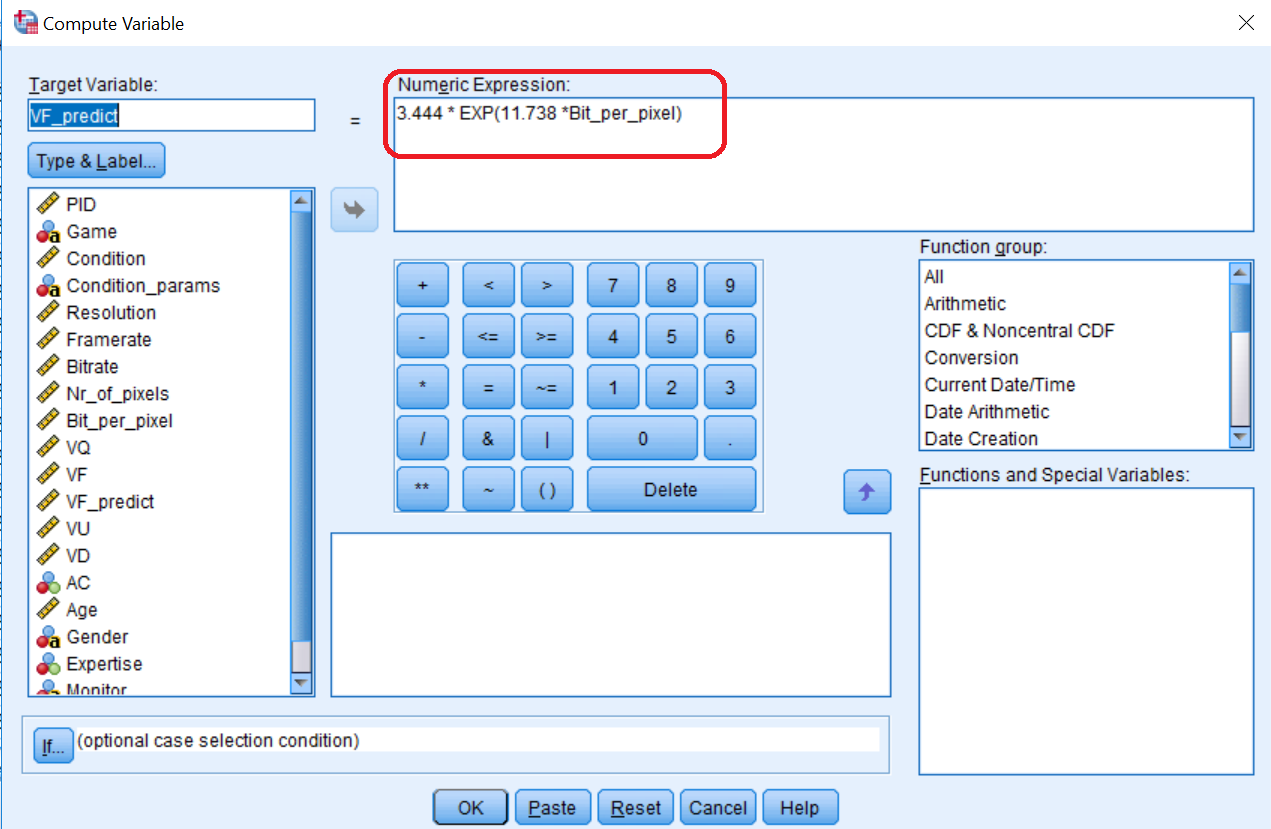 Compute Variable
Target Variable:
VF_predict
=
Numeric Expression:
3.444 * EXP(11.738 *Bit_per_pixel)
Type & Label...
PID
Game
Condition
Condition_params
Resolution
Framerate
Bitrate
Nr_of_pixels
Bit_per_pixel
VQ
VF
VF_predict
VU
VD
AC
Age
Gender
Expertise
Monitor
+ < > 7 8 9
- <= >= 4 5 6
* = ~= 1 2 3
/ & | 0 .
** ~ ( ) Delete
Function group:
All
Arithmetic
CDF & Noncentral CDF
Conversion
Current Date/Time
Date Arithmetic
Date Creation
Functions and Special Variables:
If... (optional case selection condition)
OK Paste Reset Cancel Help